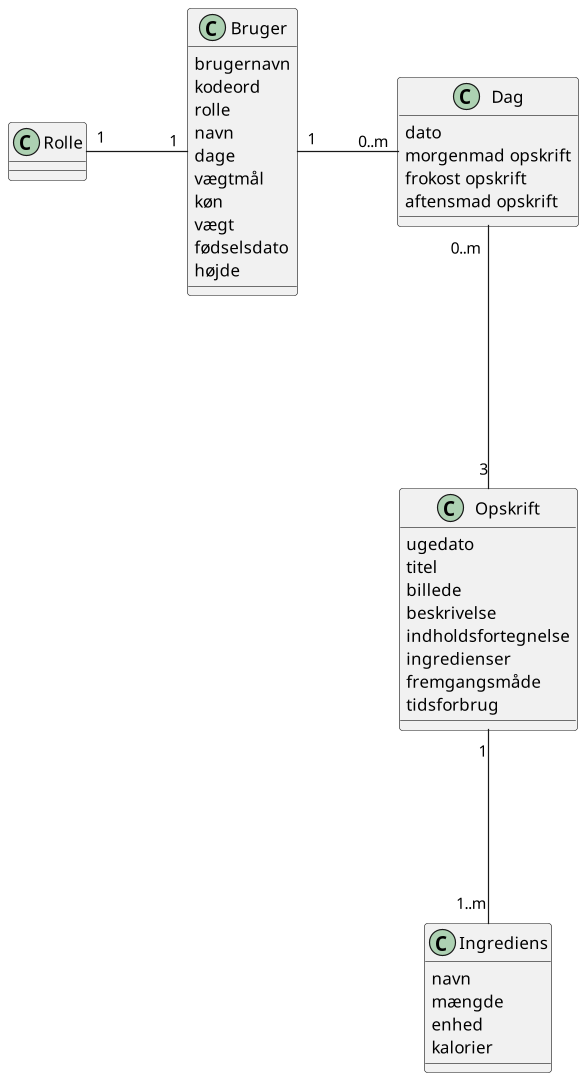 C Bruger
brugernavn
kodeord
rolle
navn
dage
vægtmål
køn
vægt
fødselsdato
højde
C Rolle
1
1
1
0..m
C Dag
dato
morgenmad opskrift
frokost opskrift
aftensmad opskrift
0..m
3
C Opskrift
ugedato
titel
billede
beskrivelse
indholdsfortegnelse
ingredienser
fremgangsmåde
tidsforbrug
1
1..m
C Ingrediens
navn
mængde
enhed
kalorier